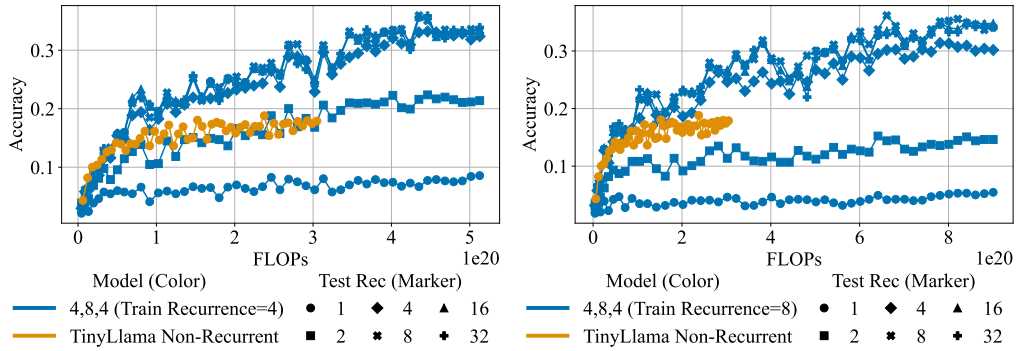 0.3
0.2
0.1
Accuracy
0 1 2 3 4 5
FLOPs 1e20
Model (Color) Test Rec (Marker)
4,8,4 (Train Recurrence=4) 1 4 16
TinyLlama Non-Recurrent 2 8 32
0.3
0.2
0.1
Accuracy
0 2 4 6 8
FLOPs 1e20
Model (Color) Test Rec (Marker)
4,8,4 (Train Recurrence=8) 1 4 16
TinyLlama Non-Recurrent 2 8 32